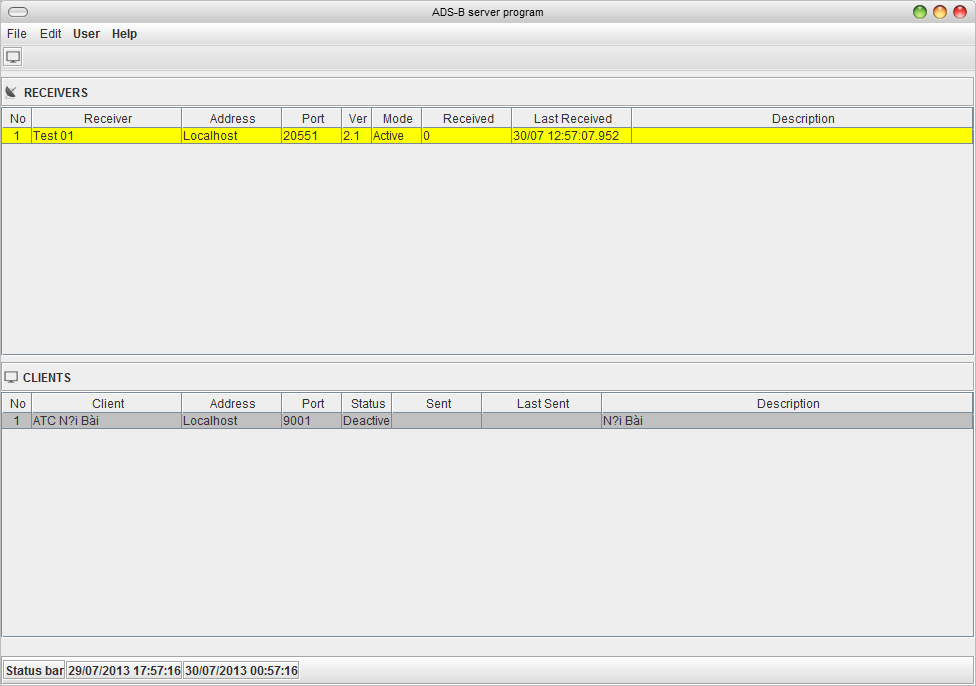 ADS-B server program
File Edit User Help
RECEIVERS
No Receiver Address Port Ver Mode Received Last Received Description
1 Test 01 Localhost 20551 2.1 Active 0 30/07 12:57:07.952
CLIENTS
No Client Address Port Status Sent Last Sent Description
1 ATC N?i Bài Localhost 9001 Deactive N?i Bài
Status bar 29/07/2013 17:57:16 30/07/2013 00:57:16